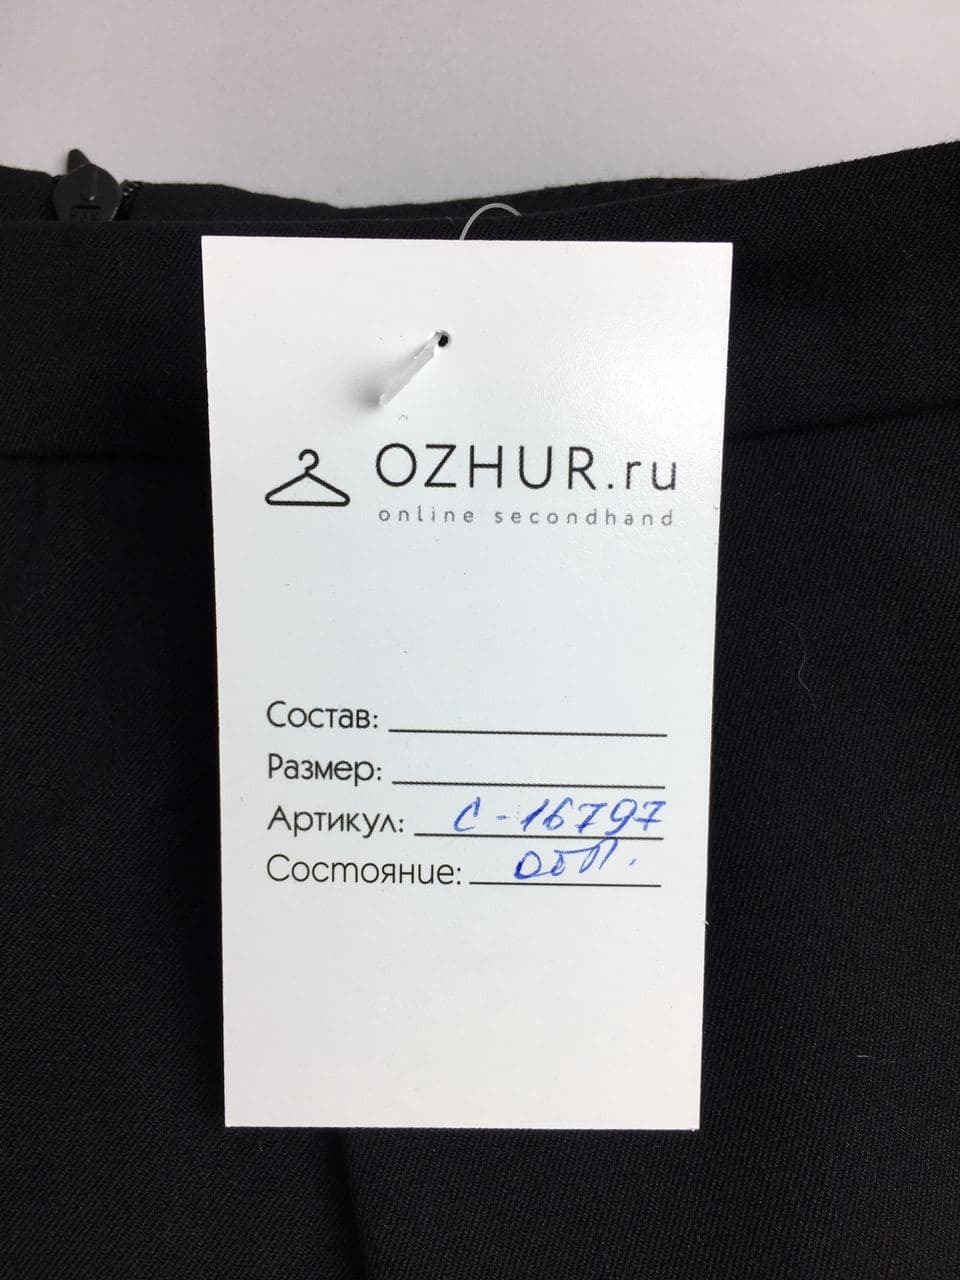 OZHUR.ru
online secondhand
Состав:
Размер:
Артикул: С-16797
Состояние: